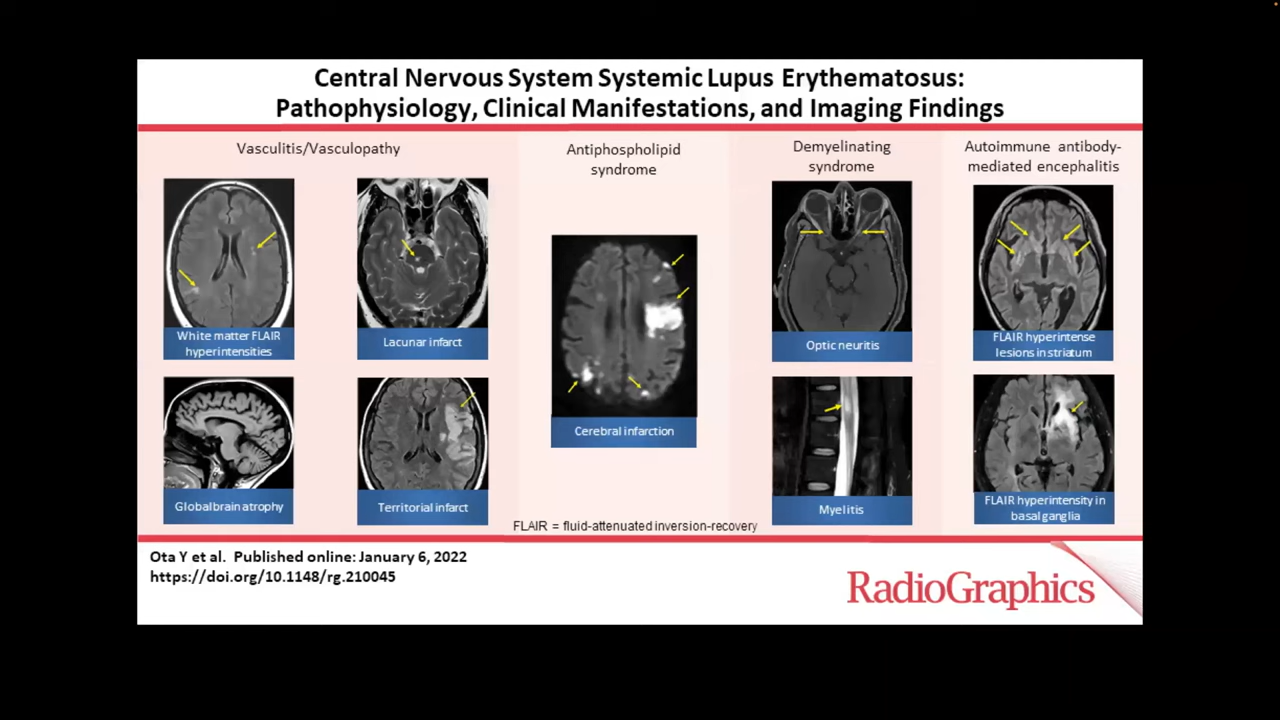 Central Nervous System Systemic Lupus Erythematosus:
Pathophysiology, Clinical Manifestations, and Imaging Findings
Vasculitis/Vasculopathy
White matter FLAIR
hyperintensities
Lacunar infarct
Global brain atrophy
Territorial infarct
Antiphospholipid
syndrome
Cerebral infarction
Demyelinating
syndrome
Optic neuritis
Myelitis
Autoimmune antibody-
mediated encephalitis
FLAIR hyperintense
lesions in striatum
FLAIR hyperintensity in
basal ganglia
FLAIR = fluid-attenuated inversion-recovery
Ota Y et al. Published online: January 6, 2022
https://doi.org/10.1148/rg.210045
RadioGraphics